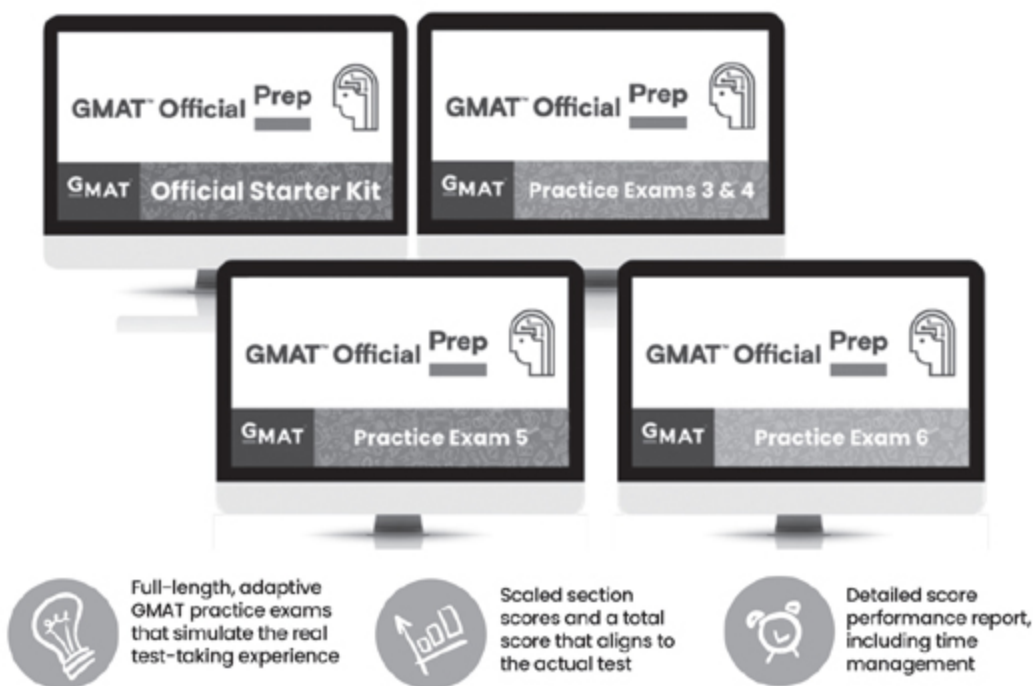 GMAT™ Official Prep
GMAT Official Starter Kit
GMAT™ Official Prep
GMAT Practice Exams 3 & 4
GMAT™ Official Prep
GMAT Practice Exam 5
GMAT™ Official Prep
GMAT Practice Exam 6
Full-length, adaptive
GMAT practice exams
that simulate the real
test-taking experience
Scaled section
scores and a total
score that aligns to
the actual test
Detailed score
performance report,
including time
management